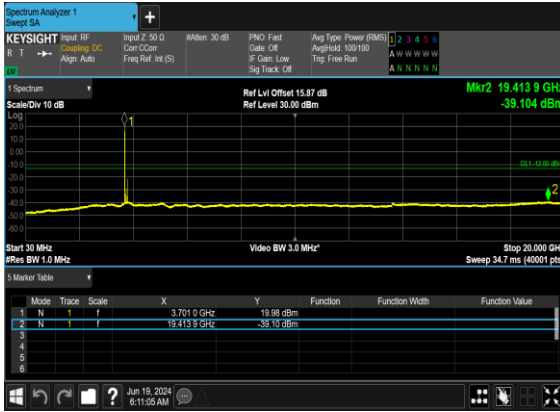 Spectrum Analyzer 1
Swept SA
+
KEYSIGHT Input: RF Input Z: 50 Ω #Atten: 30 dB PNO: Fast Avg Type: Power (RMS) 1 2 3 4 5 6
R T Coupling: DC Corr CCorr Gate: Off Avg|Hold: 100/100 A W W W W W
Align: Auto Freq Ref: Int (S) IF Gain: Low Trig: Free Run
Sig Track: Off A N N N N N
1 Spectrum Ref Lvl Offset 15.87 dB Mkr2 19.413 9 GHz
Scale/Div 10 dB Ref Level 30.00 dBm -39.104 dBm
Log
20.0
10.0
0.00
-10.0
DL1 -13.00 dBm
-20.0
-30.0
-40.0
-50.0
-60.0
1
2
Start 30 MHz Video BW 3.0 MHz* Stop 20.000 GHz
#Res BW 1.0 MHz Sweep 34.7 ms (40001 pts)
5 Marker Table
Mode Trace Scale X Y Function Function Width Function Value
1 N 1 f 3.701 0 GHz 19.98 dBm
2 N 1 f 19.413 9 GHz -39.10 dBm
3
4
5
6
? Jun 19, 2024
6:11:05 AM